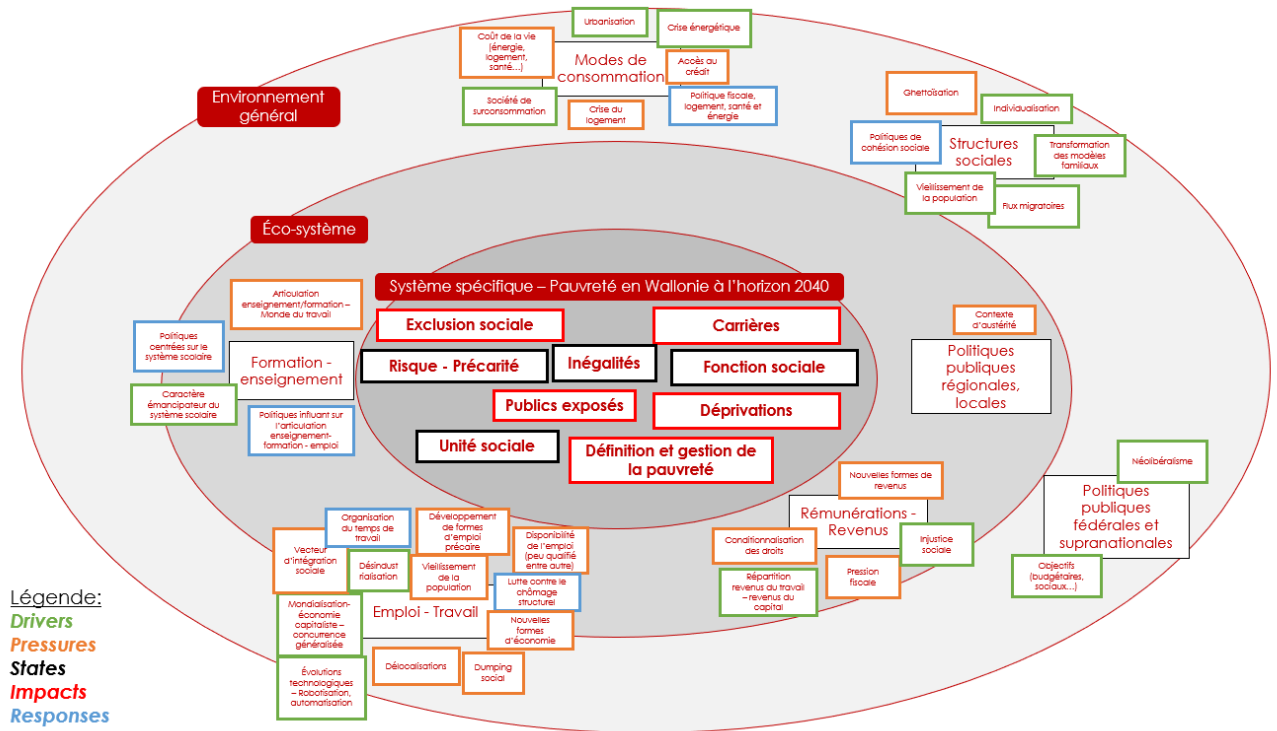 Urbanisation
Crise énergétique
Coût de la vie
(énergie,
logement,
santé…)
Modes de
consommation
Accès au
crédit
Société de
surconsommation
Crise du
logement
Politique fiscale,
logement, santé et
énergie
Environnement
général
Ghettoïsation
Individualisation
Politiques de
cohésion sociale
Structures
sociales
Transformation
des modèles
familiaux
Vieillissement de
la population
Flux migratoires
Éco-système
Système spécifique – Pauvreté en Wallonie à l’horizon 2040
Exclusion sociale
Carrières
Risque - Précarité
Inégalités
Fonction sociale
Publics exposés
Déprivations
Unité sociale
Définition et gestion de
la pauvreté
Articulation
enseignement/formation –
Monde du travail
Politiques
centrées sur le
système scolaire
Formation -
enseignement
Caractère
émancipateur du
système scolaire
Politiques influant sur
l’articulation
enseignement-
formation - emploi
Contexte
d’austérité
Politiques
publiques
régionales,
locales
Néolibéralisme
Politiques
publiques
fédérales et
supranationales
Objectifs
(budgétaires,
sociaux…)
Nouvelles formes de
revenus
Rémunérations -
Revenus
Conditionnalisation
des droits
Injustice
sociale
Répartition
revenus du travail
– revenus du
capital
Pression
fiscale
Organisation
du temps de
travail
Développement
de formes
d’emploi
précaire
Disponibilité
de l’emploi
(peu qualifié
entre autre)
Vecteur
d’intégration
sociale
Désindust
rialisation
Vieillissement
de la
population
Lutte contre le
chômage
structurel
Mondialisation-
économie
capitaliste –
concurrence
généralisée
Emploi - Travail
Nouvelles
formes
d’économie
Évolutions
technologiques
– Robotisation,
automatisation
Délocalisations
Dumping
social
Légende:
Drivers
Pressures
States
Impacts
Responses